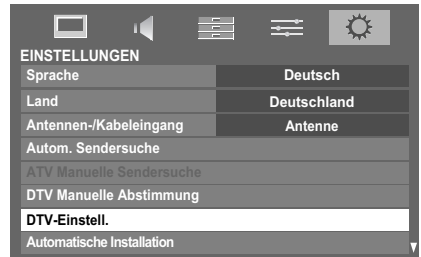 EINSTELLUNGEN
Sprache Deutsch
Land Deutschland
Antennen-/Kabeleingang Antenne
Autom. Sendersuche
ATV Manuelle Sendersuche
DTV Manuelle Abstimmung
DTV-Einstell.
Automatische Installation